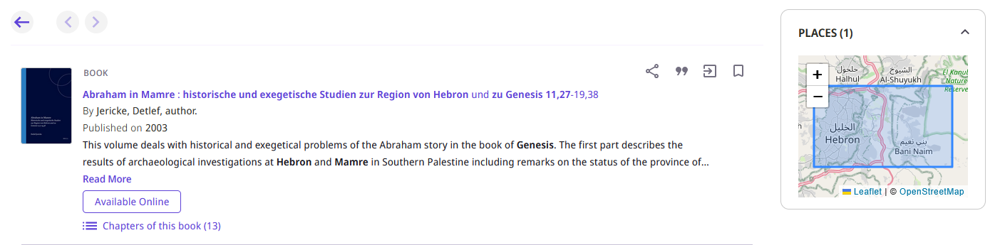 BOOK
Abraham in Mamre : historische und exegetische Studien zur Region von Hebron und zu Genesis 11,27-19,38
By Jericke, Detlef, author.
Published on 2003
This volume deals with historical and exegetical problems of the Abraham story in the book of Genesis. The first part describes the
results of archaeological investigations at Hebron and Mamre in Southern Palestine including remarks on the status of the province of...
Read More
Available Online
Chapters of this book (13)
PLACES (1)
+
−
حلحول
Halhul
الشيوخ
Al-Shuyukh
El Kanub
Nature
Reserve
الخليل
Hebron
بني نعيم
Bani Naim
Leaflet | © OpenStreetMap